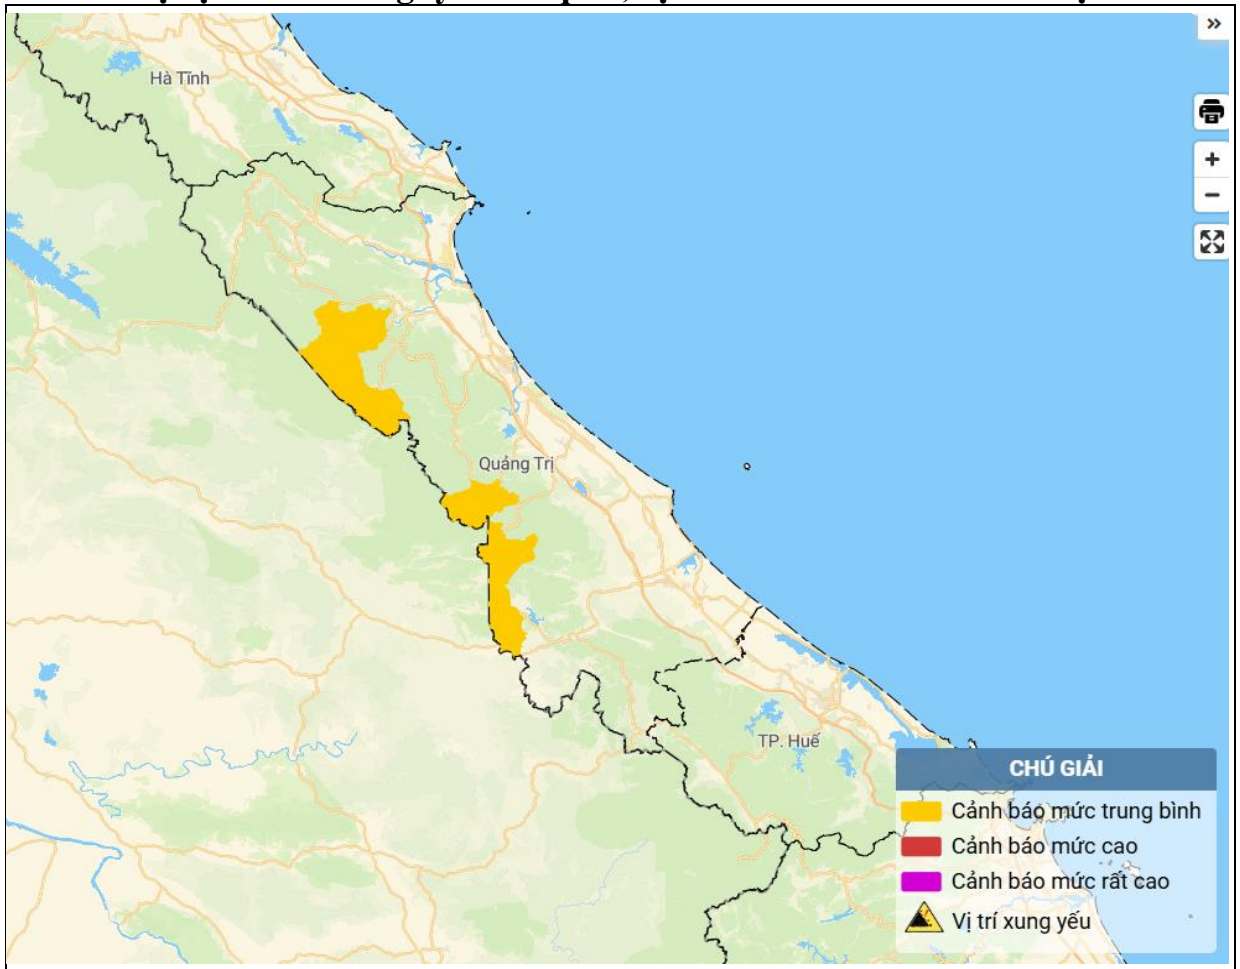 »
Hà Tĩnh
+
−
Quảng Trị
TP. Huế
CHÚ GIẢI
Cảnh báo mức trung bình
Cảnh báo mức cao
Cảnh báo mức rất cao
Vị trí xung yếu